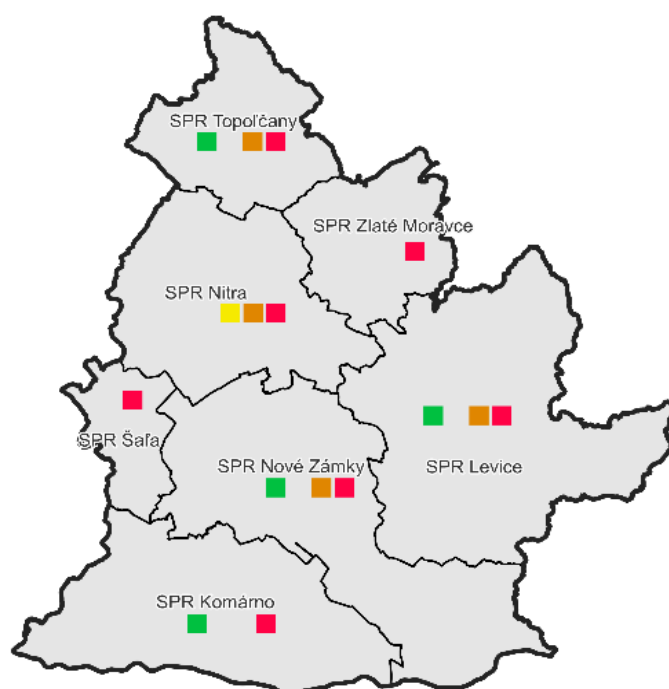 SPR Topoľčany
SPR Zlaté Moravce
SPR Nitra
SPR Šaľa
SPR Nové Zámky
SPR Levice
SPR Komárno